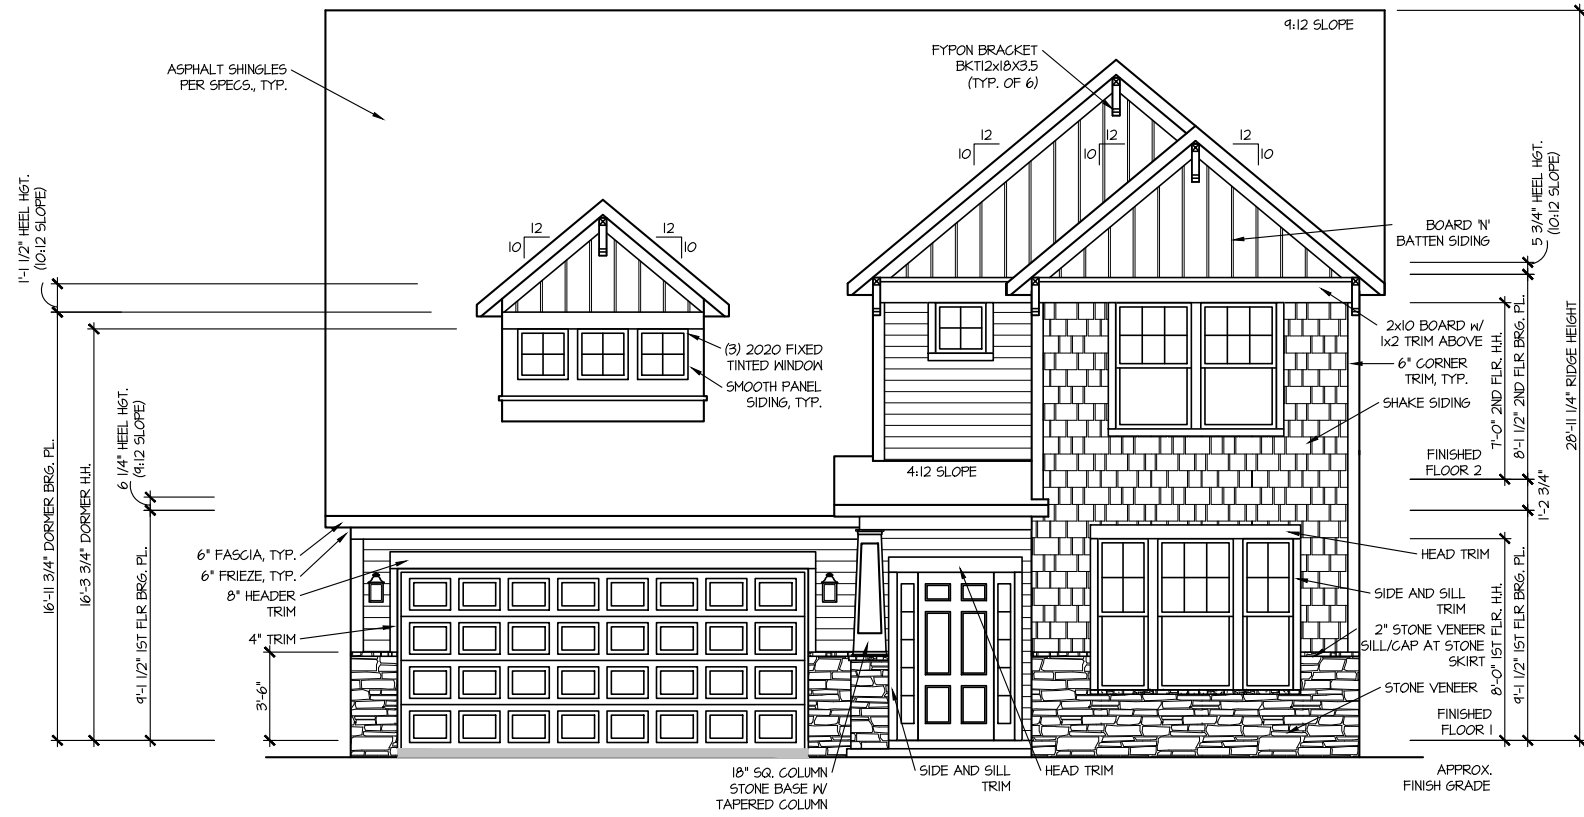 9:12 SLOPE
FYPON BRACKET
BKT12x18X3.5
(TYP. OF 6)
ASPHALT SHINGLES
PER SPECS., TYP.
12
10
12
10
12
10
12
10
12
10
1'-1 1/2" HEEL HGT.
(10:12 SLOPE)
5 3/4" HEEL HGT.
(10:12 SLOPE)
BOARD 'N'
BATTEN SIDING
2x10 BOARD W/
1x2 TRIM ABOVE
6" CORNER
TRIM, TYP.
SHAKE SIDING
(3) 2020 FIXED
TINTED WINDOW
SMOOTH PANEL
SIDING, TYP.
7'-0" 2ND FLR. H.H.
8'-1 1/2" 2ND FLR BRG. PL.
28'-11 1/4" RIDGE HEIGHT
6 1/4" HEEL HGT.
(9:12 SLOPE)
16'-11 3/4" DORMER BRG. PL.
16'-3 3/4" DORMER H.H.
9'-1 1/2" 1ST FLR BRG. PL.
4:12 SLOPE
FINISHED
FLOOR 2
1'-2 3/4"
6" FASCIA, TYP.
6" FRIEZE, TYP.
8" HEADER
TRIM
4" TRIM
3'-6"
HEAD TRIM
SIDE AND SILL
TRIM
2" STONE VENEER
SILL/CAP AT STONE
SKIRT
STONE VENEER
8'-0" 1ST FLR. H.H.
9'-1 1/2" 1ST FLR BRG. PL.
FINISHED
FLOOR 1
18" SQ. COLUMN
STONE BASE W/
TAPERED COLUMN
SIDE AND SILL
TRIM
HEAD TRIM
APPROX.
FINISH GRADE